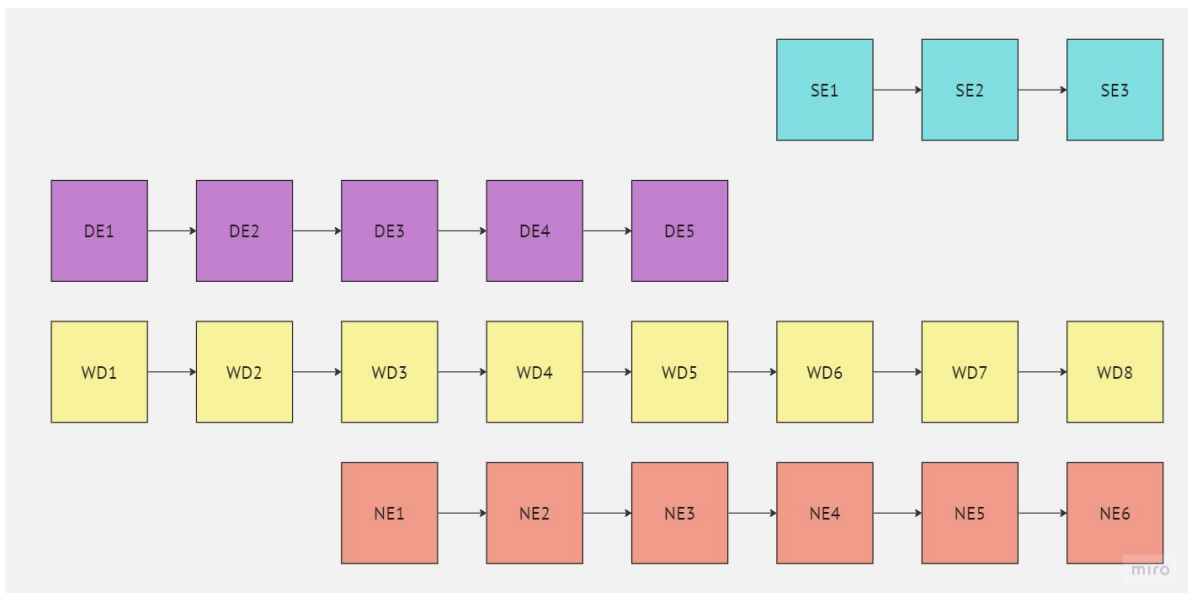 SE1 SE2 SE3
DE1 DE2 DE3 DE4 DE5
WD1 WD2 WD3 WD4 WD5 WD6 WD7 WD8
NE1 NE2 NE3 NE4 NE5 NE6
miro